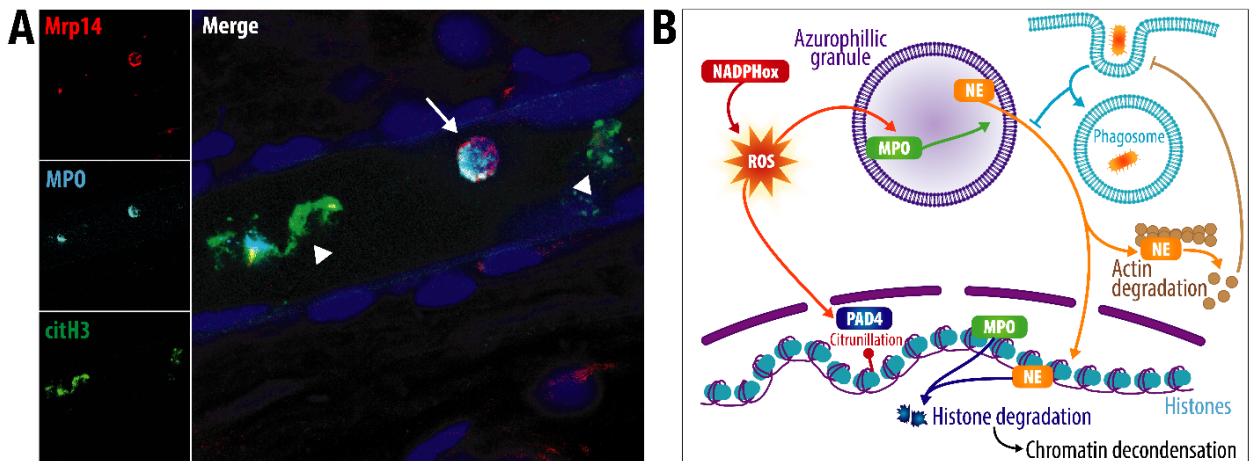 A
Mrp14
Merge
MPO
citH3
B
Azurophillic
granule
NADPHox
NE
ROS
MPO
Phagosome
NE
Actin
degradation
PAD4
MPO
Citrunillation
NE
Histones
Histone degradation
Chromatin decondensation